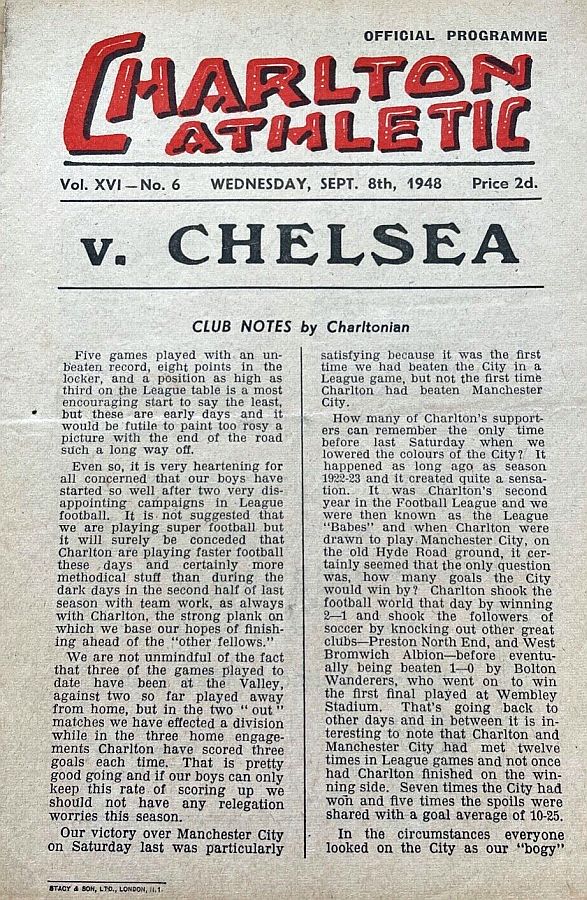 OFFICIAL PROGRAMME
CHARLTON
ATHLETIC
Vol. XVI — No. 6 WEDNESDAY, SEPT. 8th, 1948 Price 2d.
v. CHELSEA
CLUB NOTES by Charltonian
Five games played with an un-
beaten record, eight points in the
locker, and a position as high as
third on the League table is a most
encouraging start to say the least,
but these are early days and it
would be futile to paint too rosy a
picture with the end of the road
such a long way off.
Even so, it is very heartening for
all concerned that our boys have
started so well after two very dis-
appointing campaigns in League
football. It is not suggested that
we are playing super football but
it will surely be conceded that
Charlton are playing faster football
these days and certainly more
methodical stuff than during the
dark days in the second half of last
season with team work, as always
with Charlton, the strong plank on
which we base our hopes of finish-
ing ahead of the "other fellows."
We are not unmindful of the fact
that three of the games played to
date have been at the Valley,
against two so far played away
from home, but in the two "out"
matches we have effected a division
while in the three home engage-
ments Charlton have scored three
goals each time. That is pretty
good going and if our boys can only
keep this rate of scoring up we
should not have any relegation
worries this season.
Our victory over Manchester City
on Saturday last was particularly
satisfying because it was the first
time we had beaten the City in a
League game, but not the first time
Charlton had beaten Manchester
City.
How many of Charlton's support-
ers can remember the only time
before last Saturday when we
lowered the colours of the City? It
happened as long ago as season
1922-23 and it created quite a sensa-
tion. It was Charlton's second
year in the Football League and we
were then known as the League
"Babes" and when Charlton were
drawn to play Manchester City, on
the old Hyde Road ground, it cer-
tainly seemed that the only question
was, how many goals the City
would win by? Charlton shook the
football world that day by winning
2—1 and shook the followers of
soccer by knocking out other great
clubs—Preston North End, and West
Bromwich Albion—before eventu-
ally being beaten 1—0 by Bolton
Wanderers, who went on to win
the first final played at Wembley
Stadium. That's going back to
other days and in between it is in-
teresting to note that Charlton and
Manchester City had met twelve
times in League games and not once
had Charlton finished on the win-
ning side. Seven times the City had
won and five times the spoils were
shared with a goal average of 10-25.
In the circumstances everyone
looked on the City as our "bogy"
STACY & SON, LTD., LONDON, N.1.